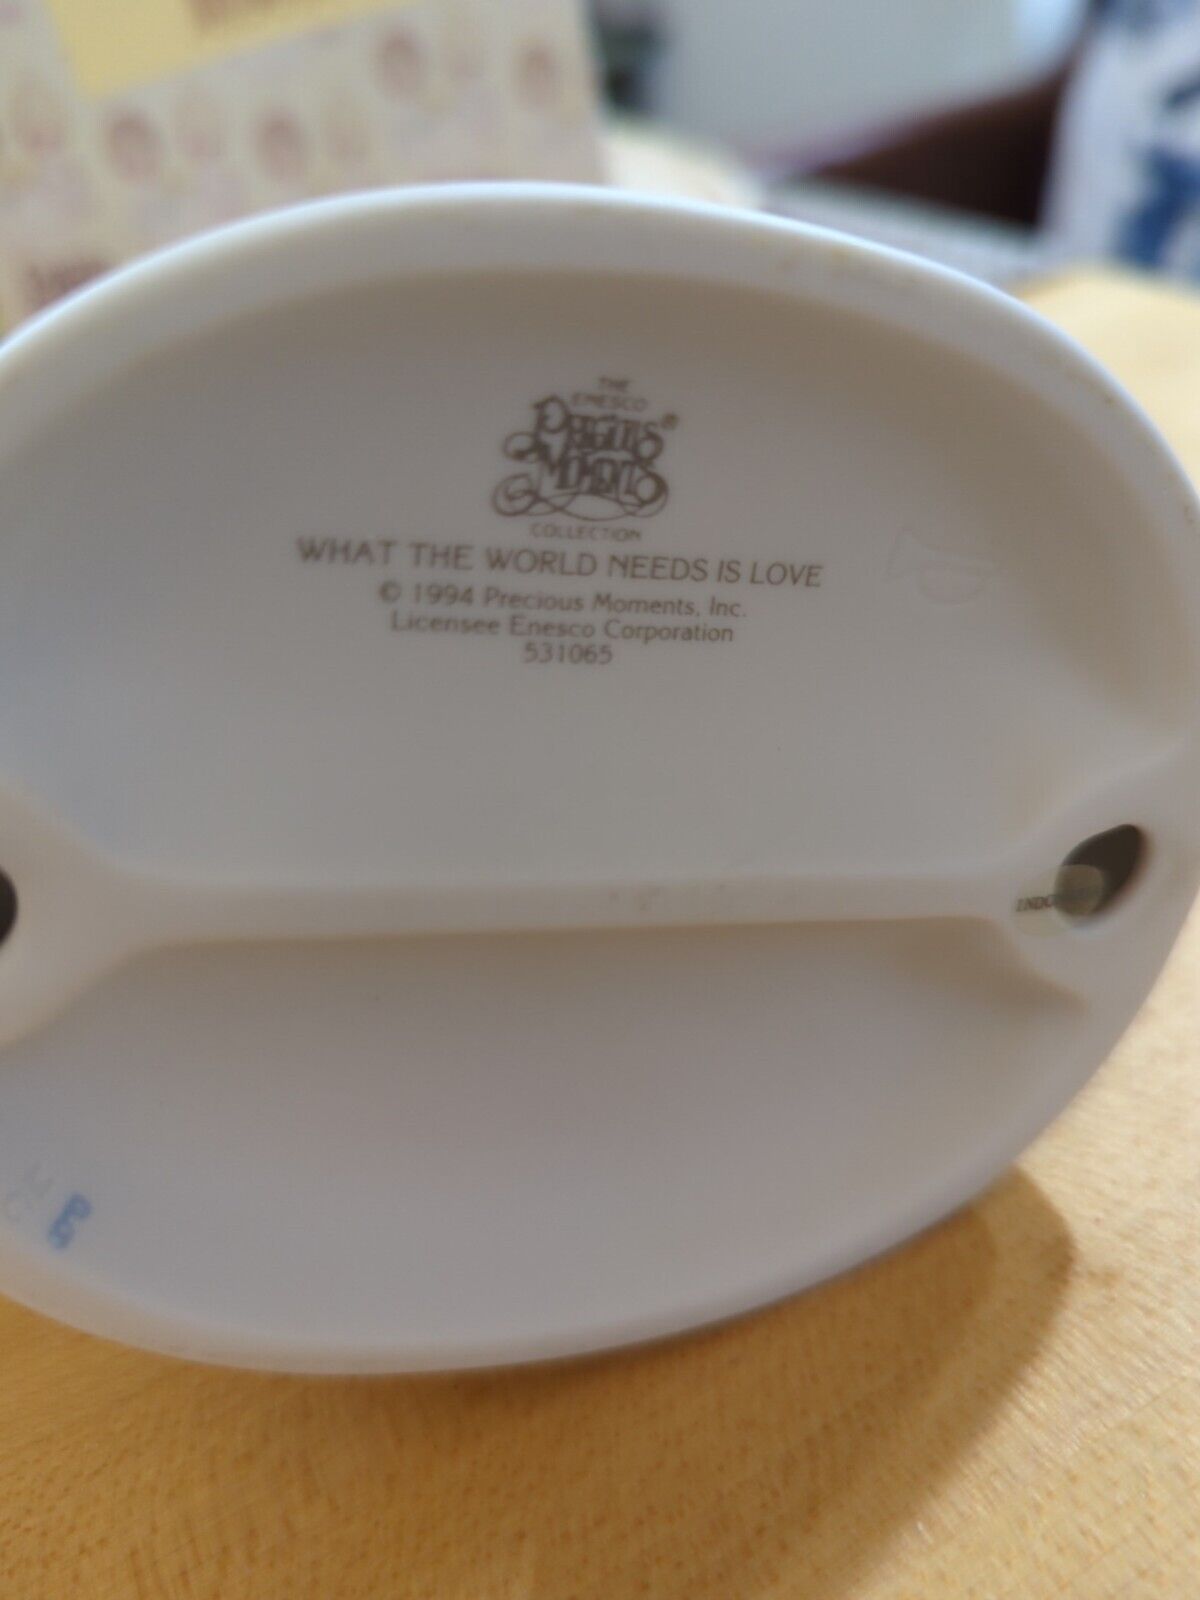 THE
ENESCO
Precious®
Moments
COLLECTION
WHAT THE WORLD NEEDS IS LOVE
© 1994 Precious Moments, Inc.
Licensee Enesco Corporation
531065